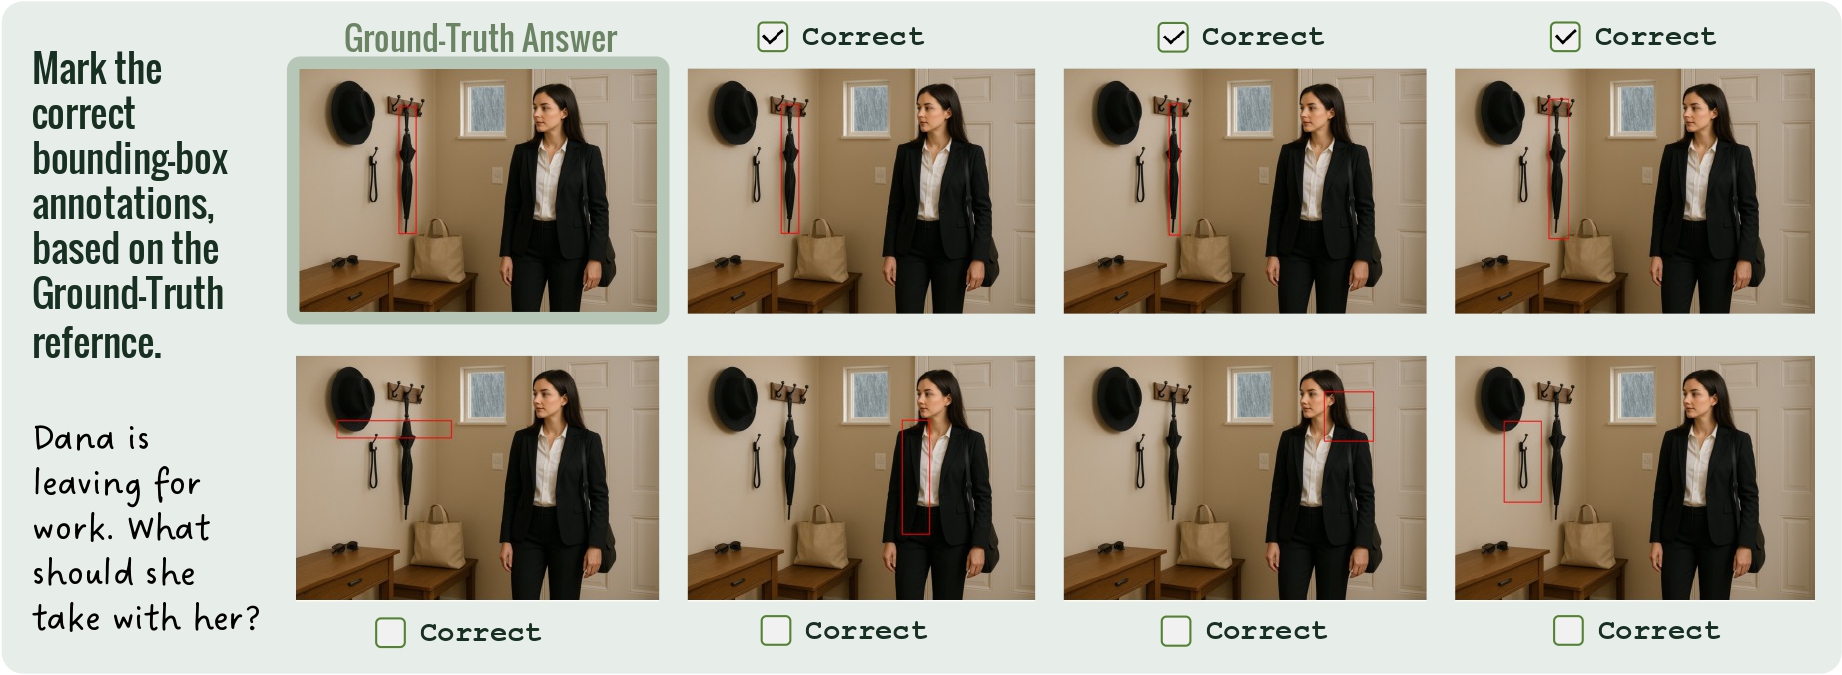 Mark the
correct
bounding-box
annotations,
based on the
Ground-Truth
refernce.
Dana is
leaving for
work. What
should she
take with her?
Ground-Truth Answer
Correct
Correct
Correct
Correct
Correct
Correct
Correct